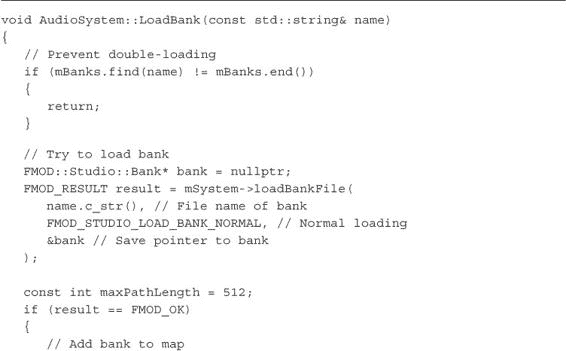 void AudioSystem::LoadBank(const std::string& name)
{
   // Prevent double-loading
   if (mBanks.find(name) != mBanks.end())
   {
      return;
   }

   // Try to load bank
   FMOD::Studio::Bank* bank = nullptr;
   FMOD_RESULT result = mSystem->loadBankFile(
      name.c_str(), // File name of bank
      FMOD_STUDIO_LOAD_BANK_NORMAL, // Normal loading
      &bank // Save pointer to bank
   );

   const int maxPathLength = 512;
   if (result == FMOD_OK)
   {
      // Add bank to map